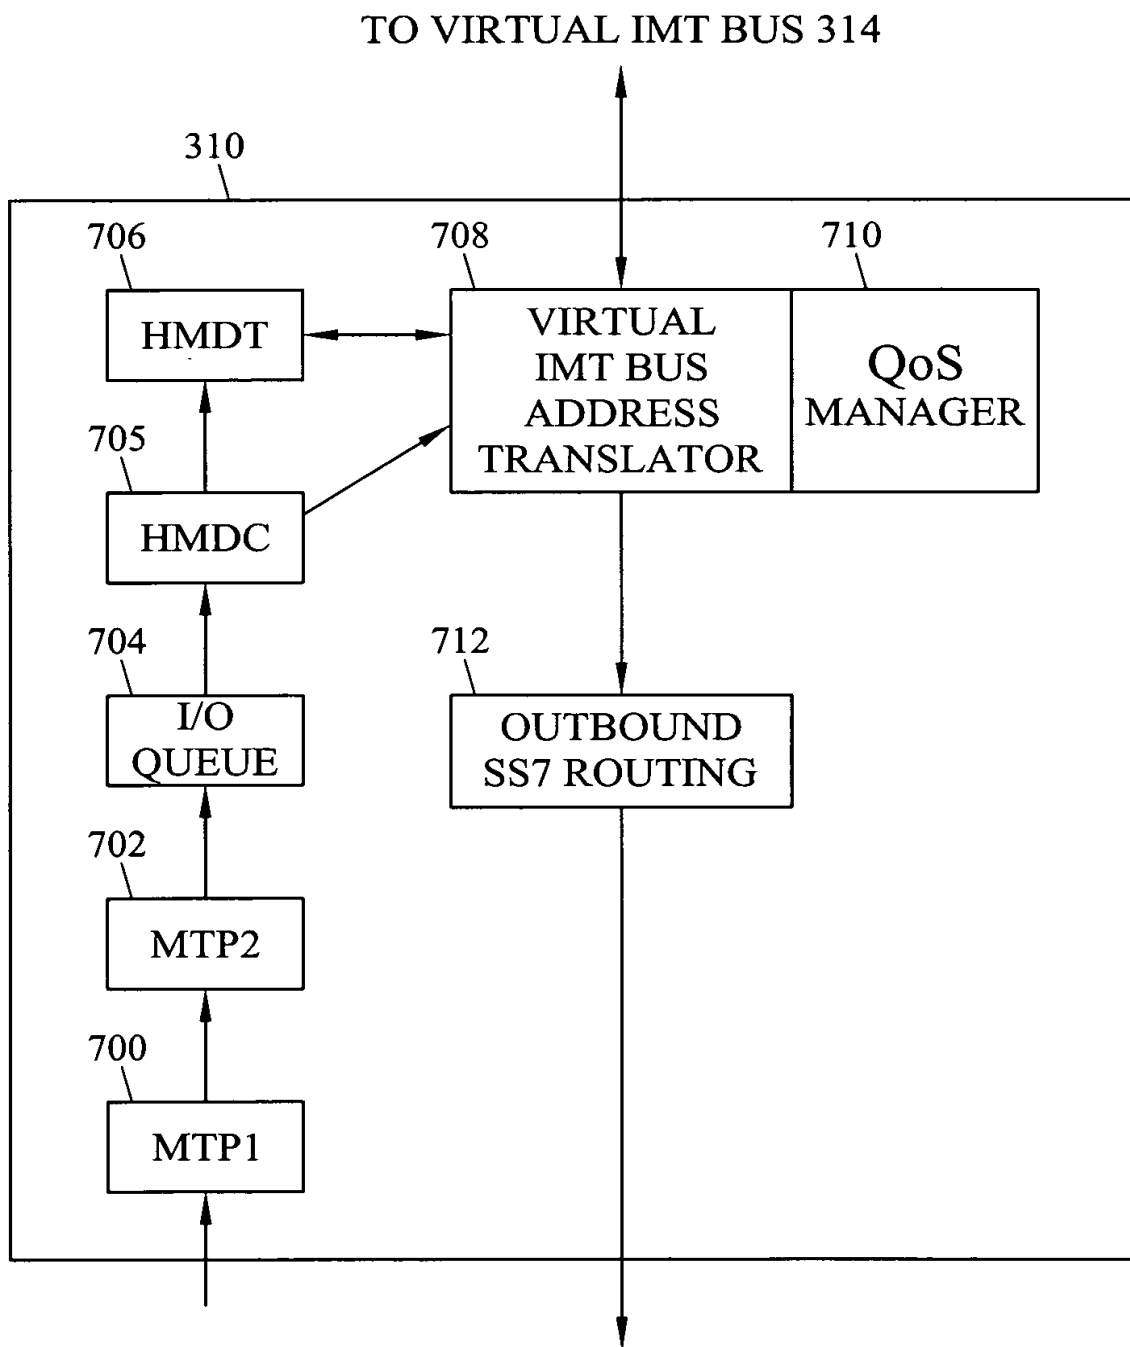 TO VIRTUAL IMT BUS 314
310
706
708
710
HMDT
VIRTUAL
IMT BUS
ADDRESS
TRANSLATOR
QoS
MANAGER
705
HMDC
704
I/O
QUEUE
712
OUTBOUND
SS7 ROUTING
702
MTP2
700
MTP1